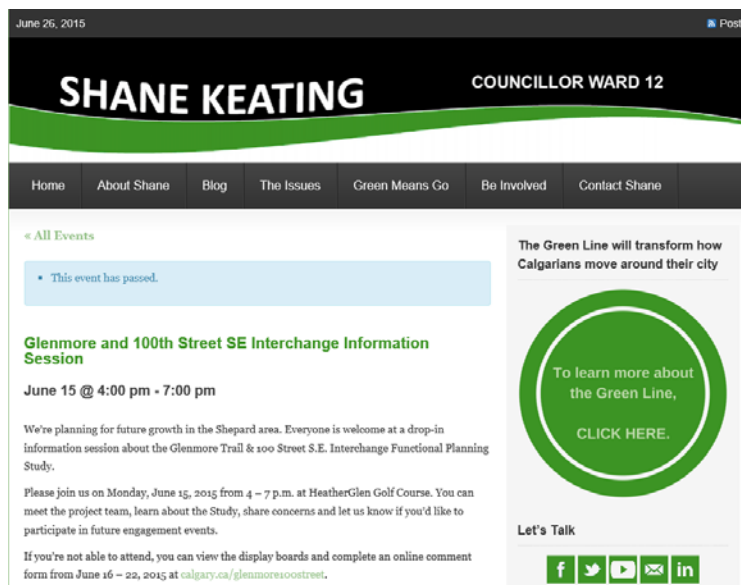 June 26, 2015
Post
SHANE KEATING
COUNCILLOR WARD 12
Home About Shane Blog The Issues Green Means Go Be Involved Contact Shane
« All Events
• This event has passed.
Glenmore and 100th Street SE Interchange Information
Session
June 15 @ 4:00 pm - 7:00 pm
We're planning for future growth in the Shepard area. Everyone is welcome at a drop-in
information session about the Glenmore Trail & 100 Street S.E. Interchange Functional Planning
Study.
Please join us on Monday, June 15, 2015 from 4 – 7 p.m. at HeatherGlen Golf Course. You can
meet the project team, learn about the Study, share concerns and let us know if you'd like to
participate in future engagement events.
If you're not able to attend, you can view the display boards and complete an online comment
form from June 16 – 22, 2015 at calgary.ca/glenmore100street.
The Green Line will transform how
Calgarians move around their city
To learn more about
the Green Line,
CLICK HERE.
Let's Talk